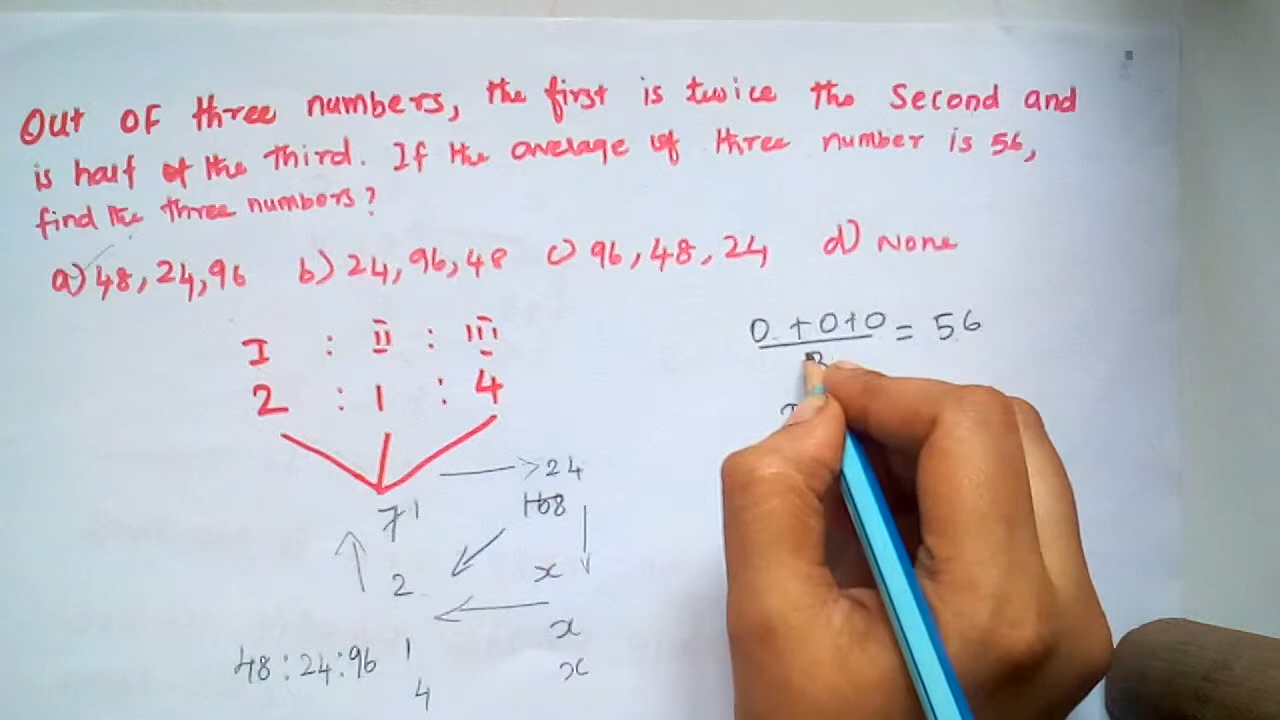 Out OF three numbers, the first is twice the Second and
is half of the third. If the average of three number is 56,
find the three numbers?
a) 48, 24, 96 b) 24, 96, 48 c) 96, 48, 24 d) None
I : II : III
2 : 1 : 4
0 + 0 + 0 = 56
3
7 1 > 24
168
2 x
1 x
4 x
48 : 24 : 96